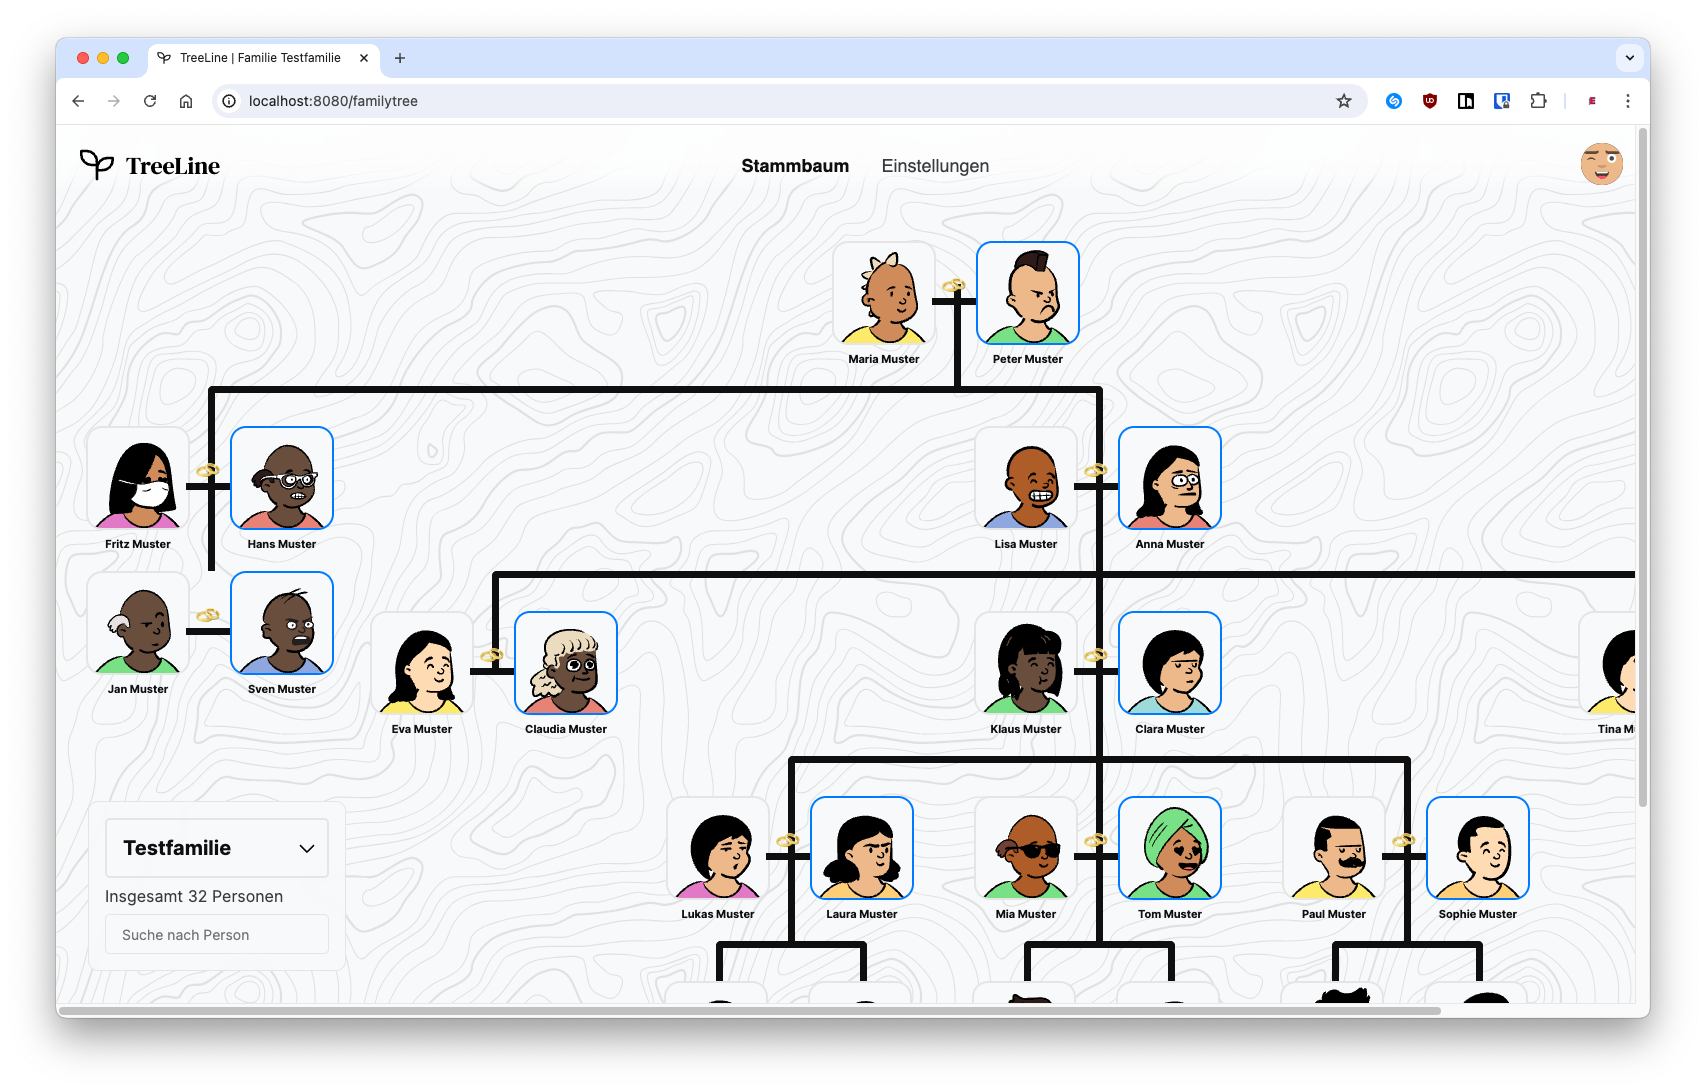 TreeLine | Familie Testfamilie
localhost:8080/familytree
TreeLine
Stammbaum
Einstellungen
Maria Muster
Peter Muster
Fritz Muster
Hans Muster
Lisa Muster
Anna Muster
Jan Muster
Sven Muster
Eva Muster
Claudia Muster
Klaus Muster
Clara Muster
Tina
Lukas Muster
Laura Muster
Mia Muster
Tom Muster
Paul Muster
Sophie Muster
Testfamilie
Insgesamt 32 Personen
Suche nach Person